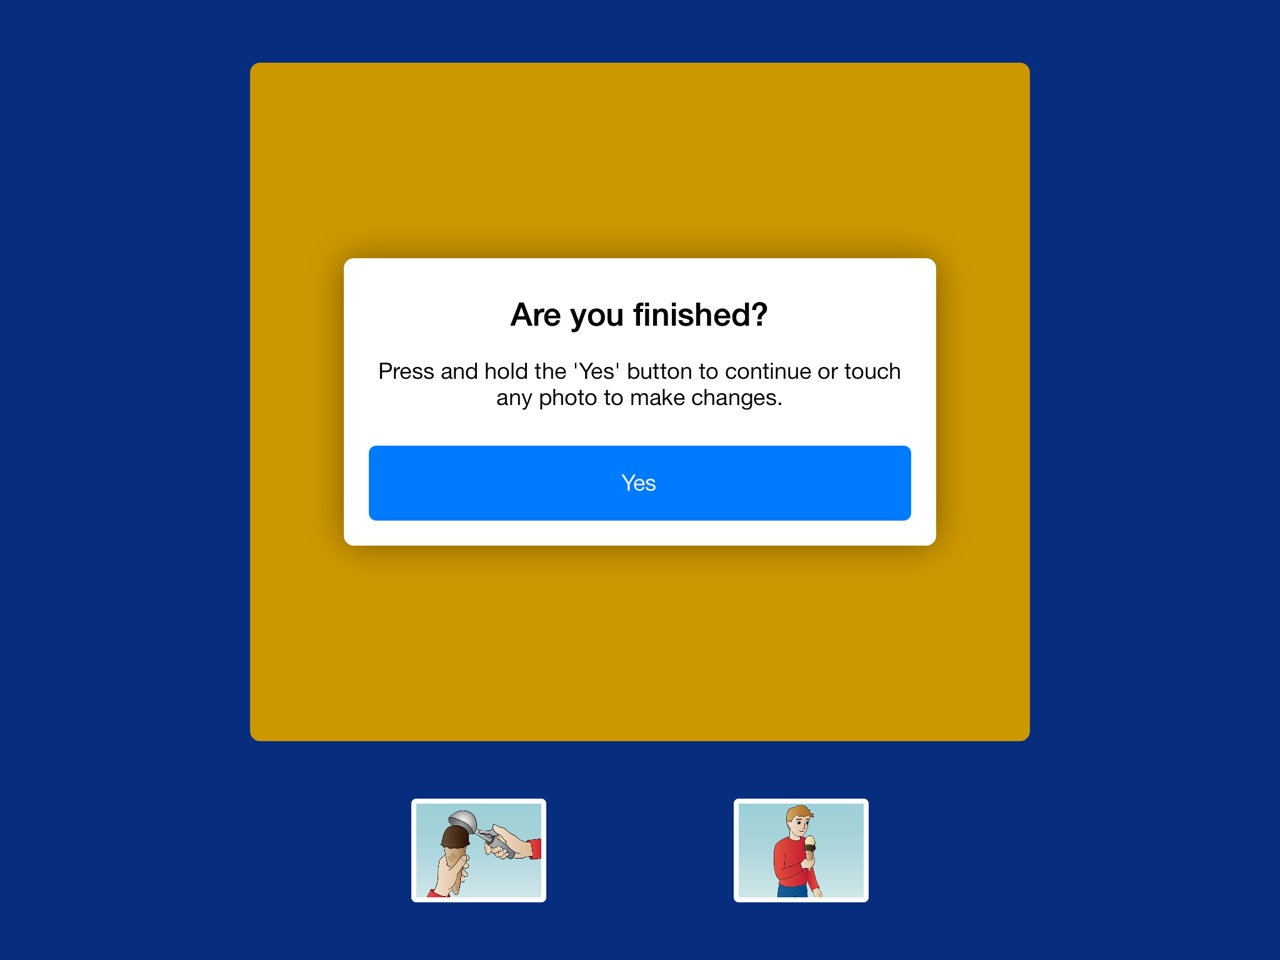 Are you finished?
Press and hold the 'Yes' button to continue or touch
any photo to make changes.
Yes